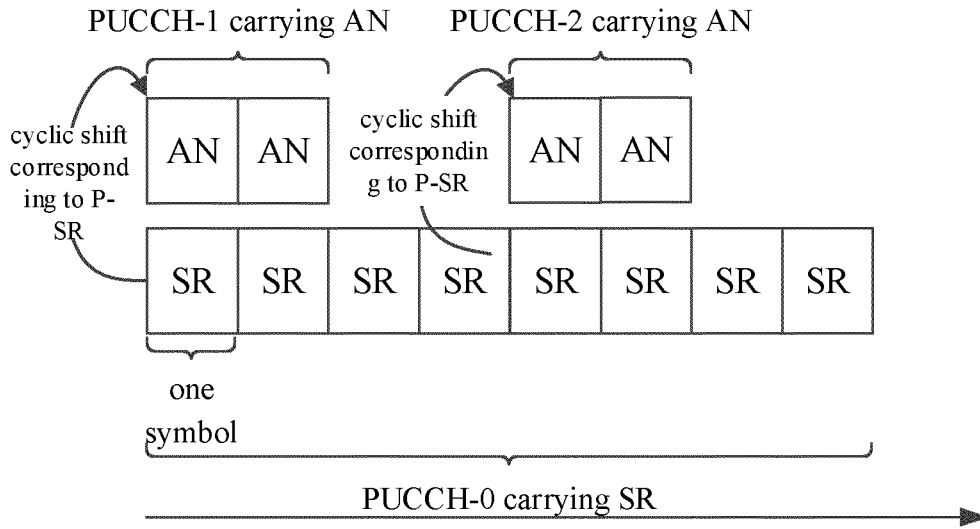 PUCCH-1 carrying AN
PUCCH-2 carrying AN
cyclic shift
correspond
ing to P-
SR
AN
AN
cyclic shift
correspondin
g to P-SR
AN
AN
SR
SR
SR
SR
SR
SR
SR
SR
one
symbol
PUCCH-0 carrying SR